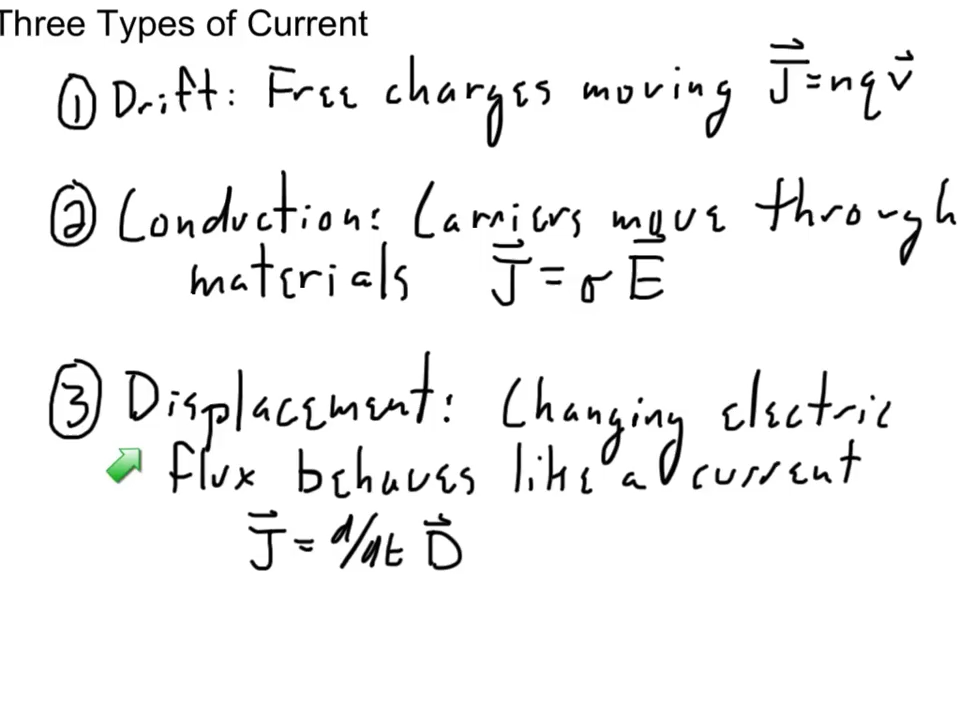 Three Types of Current
① Drift: Free charges moving J⃗=nqv⃗
② Conduction: Carriers move through
materials J⃗=σE⃗
③ Displacement: Changing electric
flux behaves like a current
J⃗=d/dt D⃗